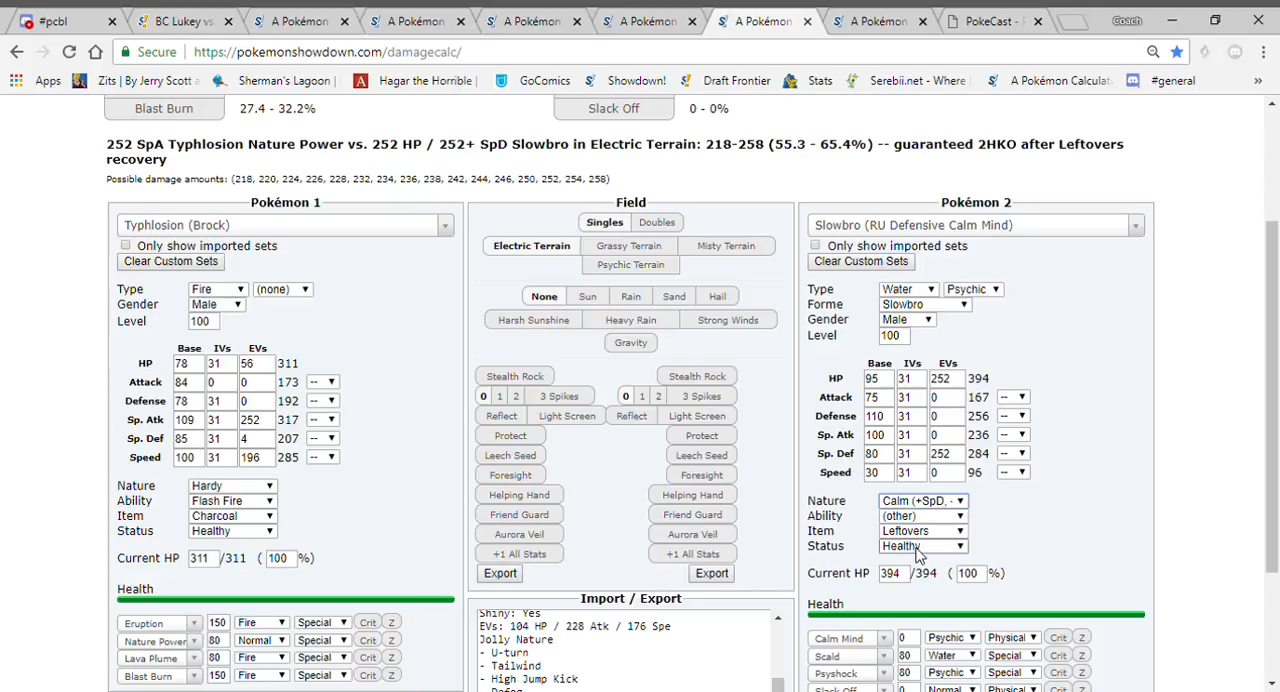 #pcbl
BC Lukey vs.
A Pokémon
A Pokémon
A Pokémon
A Pokémon
A Pokémon
A Pokémon
PokeCast -
Coach
Secure
https://pokemonshowdown.com/damagecalc/
Apps
Zits | By Jerry Scott a
Sherman's Lagoon |
Hagar the Horrible |
GoComics
Showdown!
Draft Frontier
Stats
Serebii.net - Where
A Pokémon Calculat
#general
»
Blast Burn 27.4 - 32.2%
Slack Off 0 - 0%
252 SpA Typhlosion Nature Power vs. 252 HP / 252+ SpD Slowbro in Electric Terrain: 218-258 (55.3 - 65.4%) -- guaranteed 2HKO after Leftovers
recovery
Possible damage amounts: (218, 220, 224, 226, 228, 232, 234, 236, 238, 242, 244, 246, 250, 252, 254, 258)
Pokémon 1
Typhlosion (Brock)
Only show imported sets
Clear Custom Sets
Type Fire (none)
Gender Male
Level 100
Base IVs EVs
HP 78 31 56 311
Attack 84 0 0 173 --
Defense 78 31 0 192 --
Sp. Atk 109 31 252 317 --
Sp. Def 85 31 4 207 --
Speed 100 31 196 285 --
Nature Hardy
Ability Flash Fire
Item Charcoal
Status Healthy
Current HP 311 /311 ( 100 %)
Health
Eruption 150 Fire Special Crit Z
Nature Power 80 Normal Special Crit Z
Lava Plume 80 Fire Special Crit Z
Blast Burn 150 Fire Special Crit Z
Field
Singles Doubles
Electric Terrain Grassy Terrain Misty Terrain
Psychic Terrain
None Sun Rain Sand Hail
Harsh Sunshine Heavy Rain Strong Winds
Gravity
Stealth Rock Stealth Rock
0 1 2 3 Spikes 0 1 2 3 Spikes
Reflect Light Screen Reflect Light Screen
Protect Protect
Leech Seed Leech Seed
Foresight Foresight
Helping Hand Helping Hand
Friend Guard Friend Guard
Aurora Veil Aurora Veil
+1 All Stats +1 All Stats
Export Export
Import / Export
Shiny: Yes
EVs: 104 HP / 228 Atk / 176 Spe
Jolly Nature
- U-turn
- Tailwind
- High Jump Kick
- Defog
Pokémon 2
Slowbro (RU Defensive Calm Mind)
Only show imported sets
Clear Custom Sets
Type Water Psychic
Forme Slowbro
Gender Male
Level 100
Base IVs EVs
HP 95 31 252 394
Attack 75 31 0 167 --
Defense 110 31 0 256 --
Sp. Atk 100 31 0 236 --
Sp. Def 80 31 252 284 --
Speed 30 31 0 96 --
Nature Calm (+SpD, -
Ability (other)
Item Leftovers
Status Healthy
Current HP 394 /394 ( 100 %)
Health
Calm Mind 0 Psychic Physical Crit Z
Scald 80 Water Special Crit Z
Psyshock 80 Psychic Special Crit Z
Slack Off 0 Normal Physical Crit Z